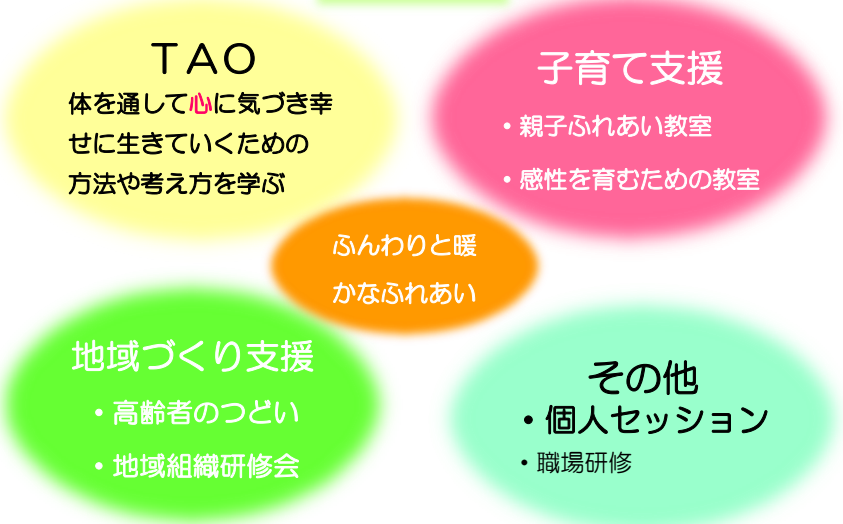 TAO
体を通して心に気づき幸
せに生きていくための
方法や考え方を学ぶ
子育て支援
・親子ふれあい教室
・感性を育むための教室
ふんわりと暖
かなふれあい
地域づくり支援
・高齢者のつどい
・地域組織研修会
その他
・個人セッション
・職場研修